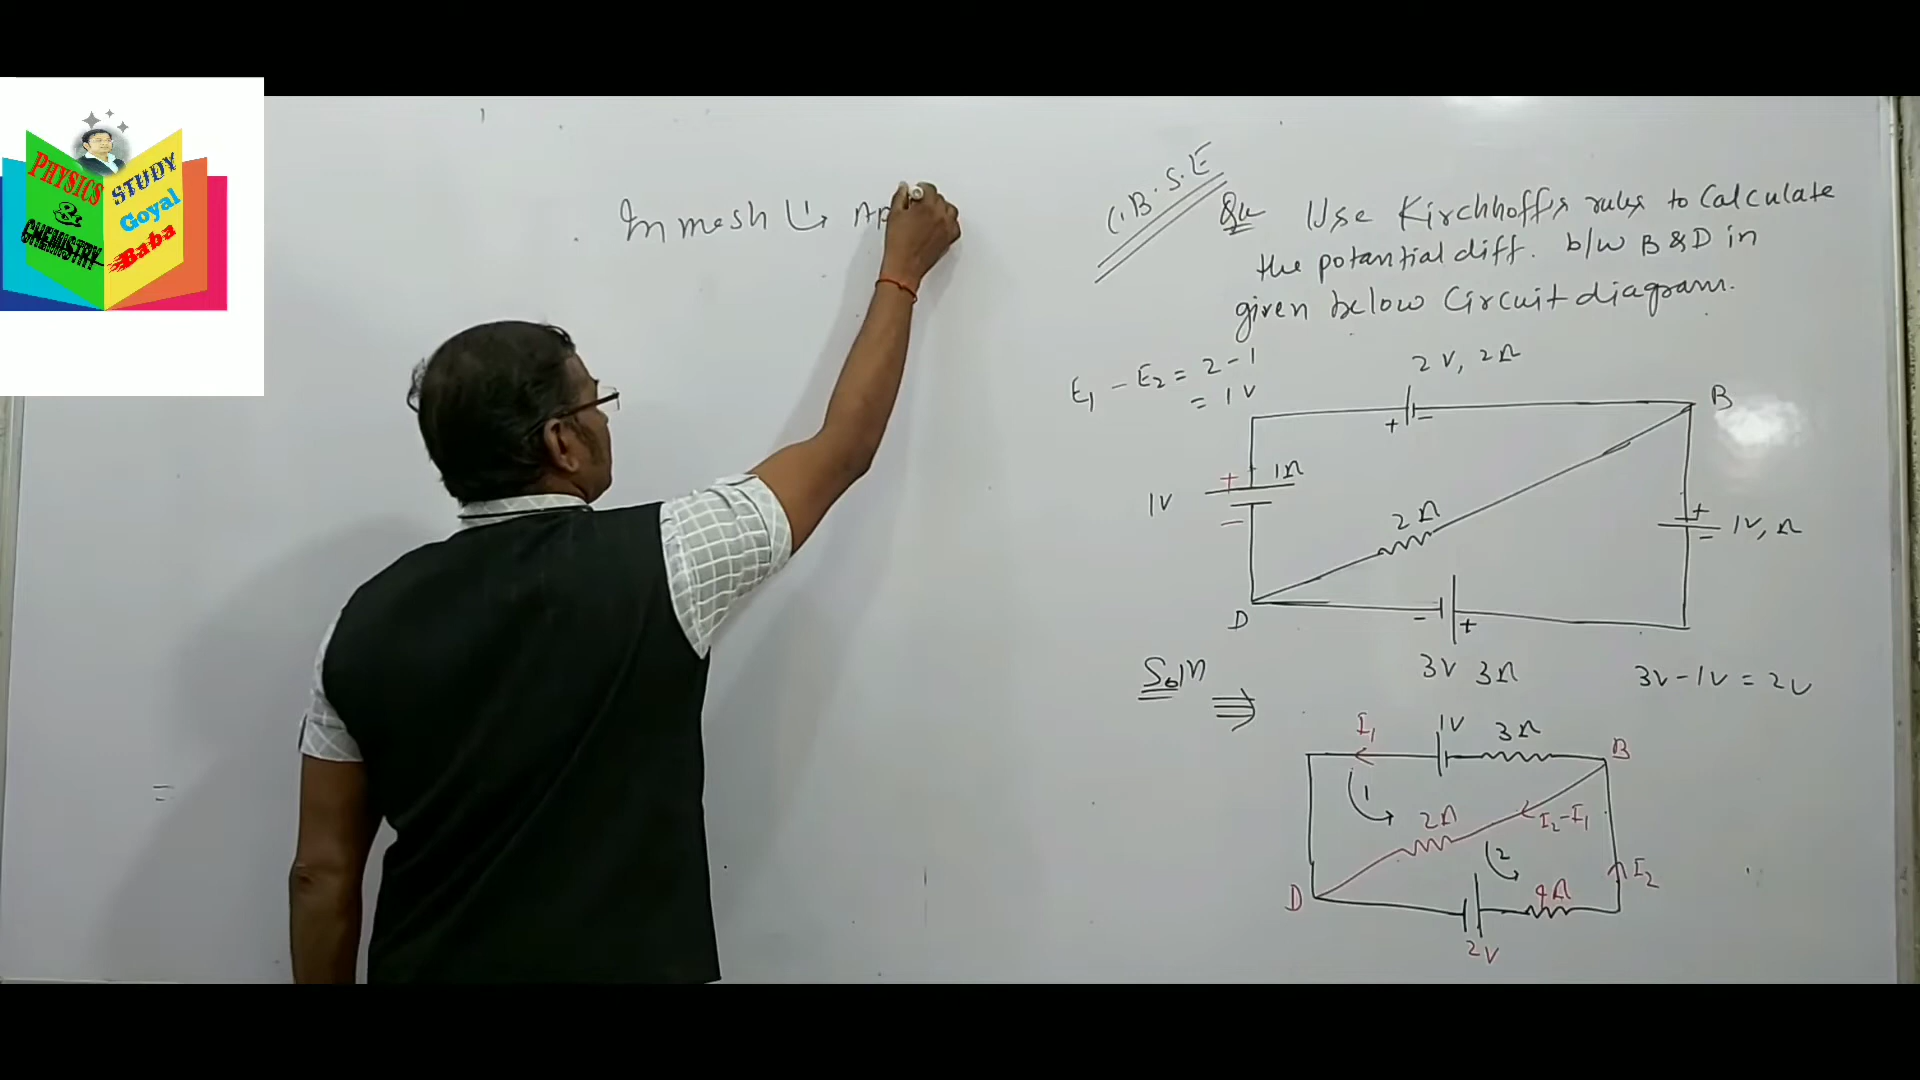 PHYSICS
&
CHEMISTRY
STUDY
Goyal
Baba
In mesh (1) Ap
C.B.S.E
Que Use Kirchhoff's rules to Calculate
the potantial diff. b/w B & D in
given below Circuit diagram.
E₁ - E₂ = 2 - 1
= 1V
2V, 2Ω
+ -
B
+ 1Ω
1V
-
2Ω
+
- 1V, Ω
D
- +
3V 3Ω
Soln ⇒
3V - 1V = 2V
I₁ 1V 3Ω B
1
2Ω I₂-I₁
2
I₂
D
4Ω
2V
=